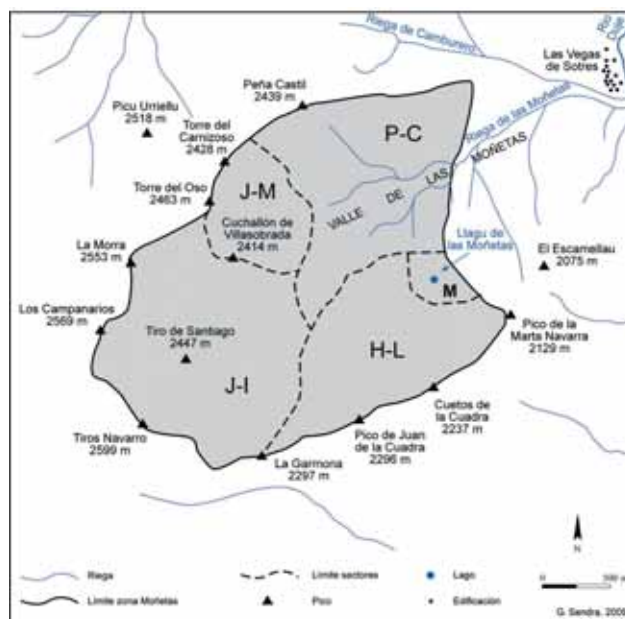 Riega de Camburero
Río
Las Vegas
de Sotres
Peña Castil
2439 m
Picu Urriellu
2518 m
Riega de las Moñetas
Torre del
Carnizoso
2428 m
P-C
VALLE DE LAS MOÑETAS
Torre del Oso
2463 m
J-M
Cuchallón de
Villasobrada
2414 m
Llagu de
las Moñetas
La Morra
2553 m
El Escamellau
2075 m
M
Los Campanarios
2569 m
Tiro de Santiago
2447 m
Pico de la
Marta Navarra
2129 m
H-L
J-I
Cuetos de
la Cuadra
2237 m
Tiros Navarro
2599 m
Pico de Juan
de la Cuadra
2296 m
La Garmona
2297 m
N
Riega
Límite sectores
Lago
0 500 m
Límite zona Moñetas
Pico
Edificación
G. Sendra,